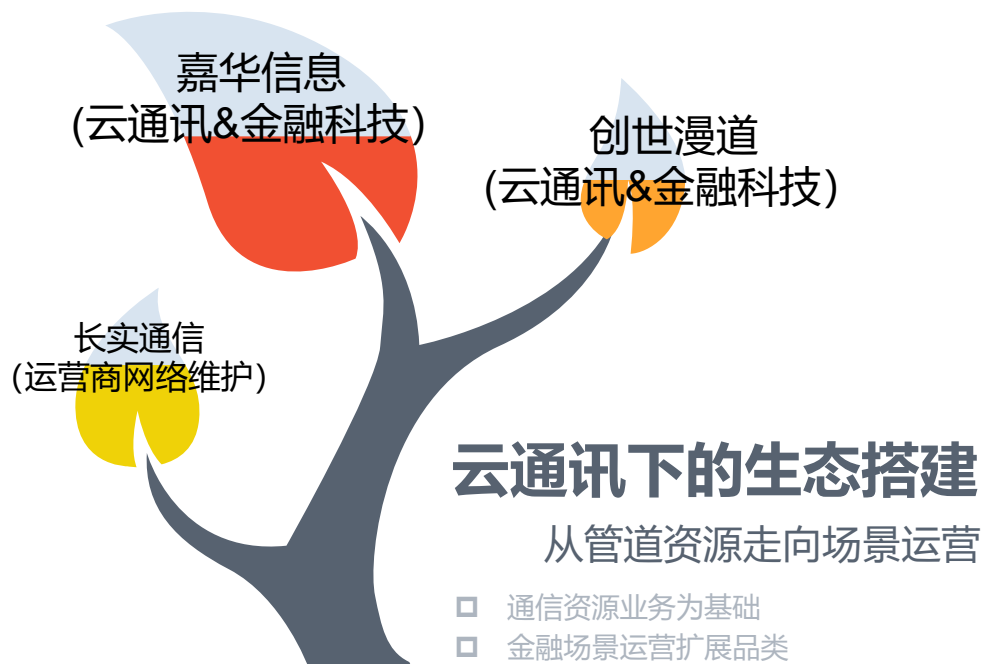 嘉华信息
(云通讯&金融科技)
创世漫道
(云通讯&金融科技)
长实通信
(运营商网络维护)
云通讯下的生态搭建
从管道资源走向场景运营
通信资源业务为基础
金融场景运营扩展品类